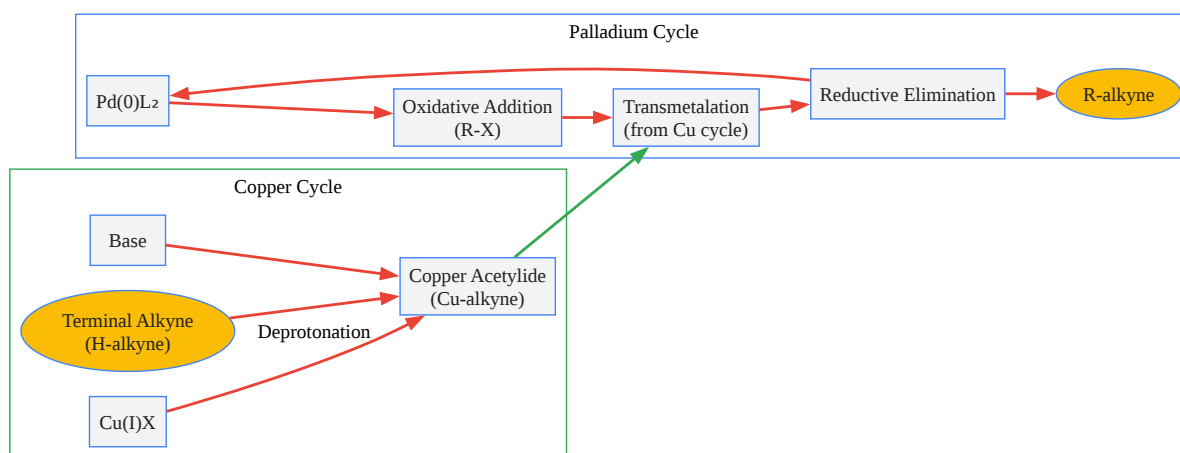 Palladium Cycle
Pd(0)L₂
Oxidative Addition
(R-X)
Transmetalation
(from Cu cycle)
Reductive Elimination
R-alkyne
Copper Cycle
Base
Terminal Alkyne
(H-alkyne)
Deprotonation
Cu(I)X
Copper Acetylide
(Cu-alkyne)